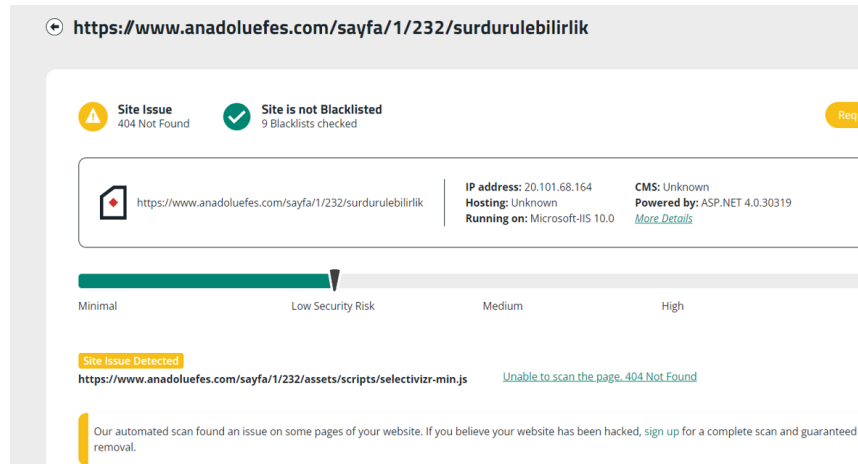 https://www.anadoluefes.com/sayfa/1/232/surdurulebilirlik
Site Issue
404 Not Found
Site is not Blacklisted
9 Blacklists checked
https://www.anadoluefes.com/sayfa/1/232/surdurulebilirlik
IP address: 20.101.68.164
Hosting: Unknown
Running on: Microsoft-IIS 10.0
CMS: Unknown
Powered by: ASP.NET 4.0.30319
More Details
Minimal
Low Security Risk
Medium
High
Site Issue Detected
https://www.anadoluefes.com/sayfa/1/232/assets/scripts/selectivizr-min.js
Unable to scan the page. 404 Not Found
Our automated scan found an issue on some pages of your website. If you believe your website has been hacked, sign up for a complete scan and guaranteed
removal.